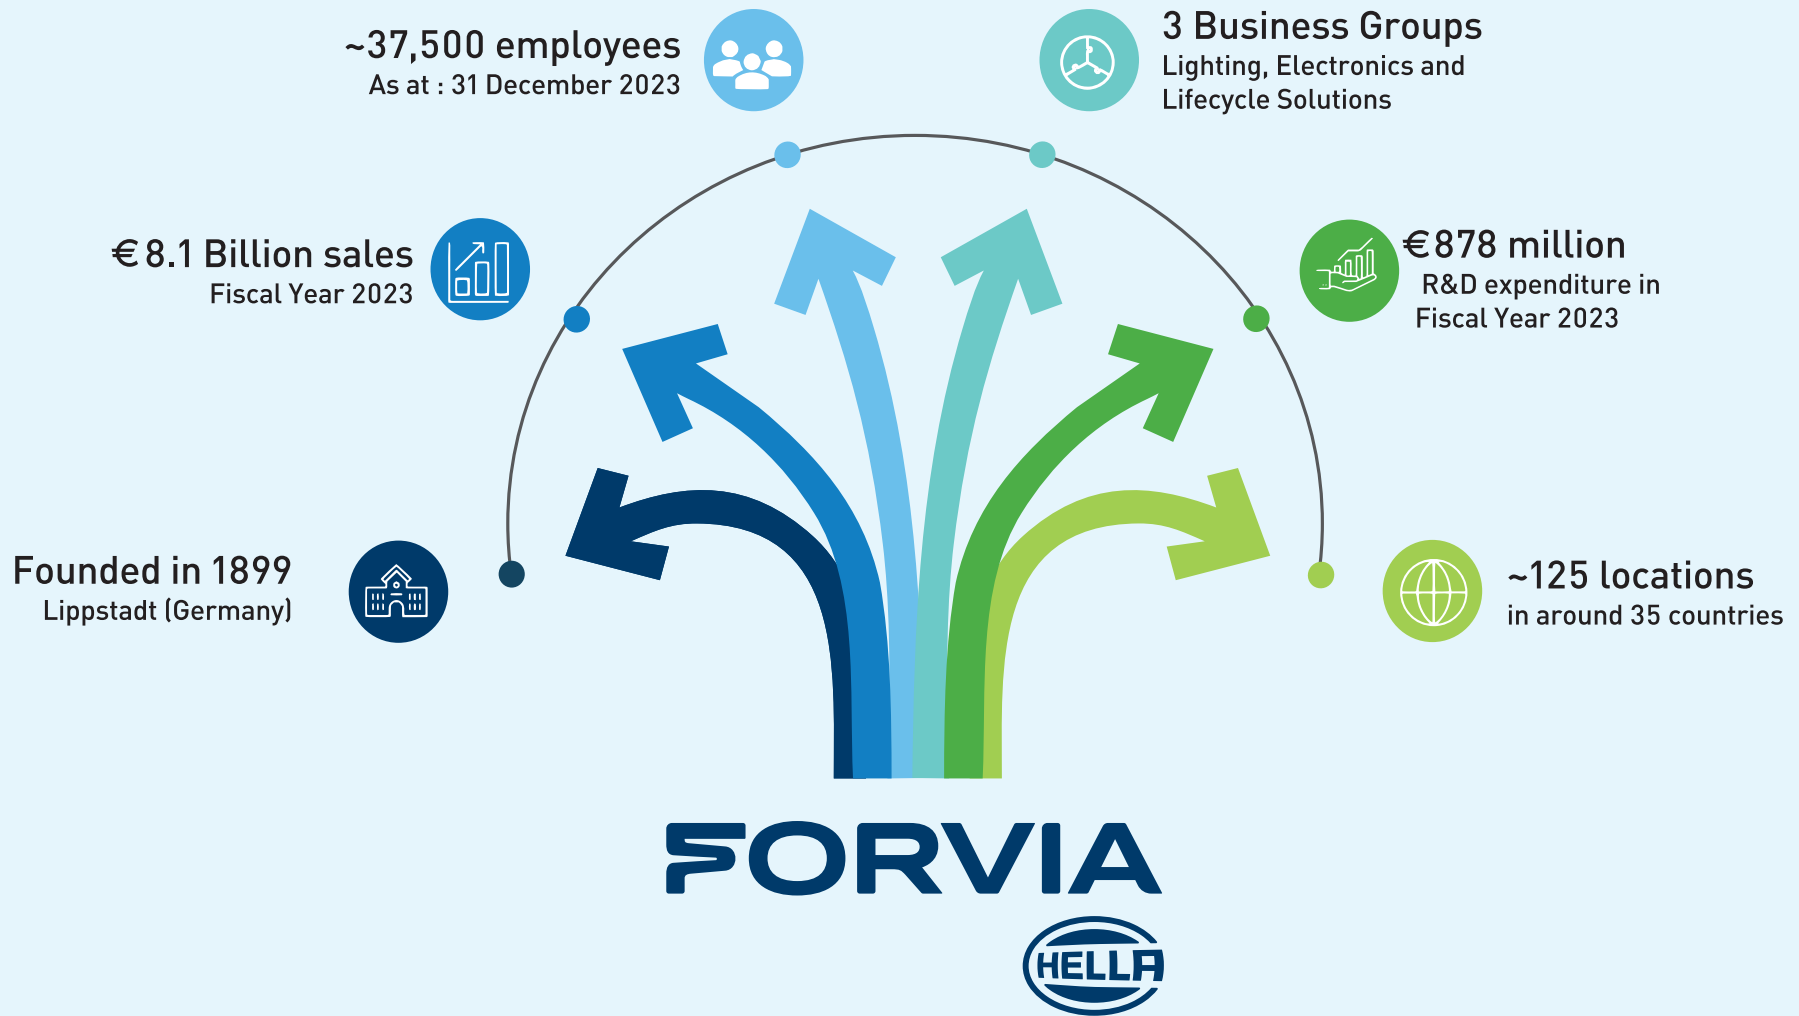 ~37,500 employees
As at : 31 December 2023
3 Business Groups
Lighting, Electronics and
Lifecycle Solutions
€8.1 Billion sales
Fiscal Year 2023
€878 million
R&D expenditure in
Fiscal Year 2023
Founded in 1899
Lippstadt (Germany)
~125 locations
in around 35 countries
FORVIA
HELLA